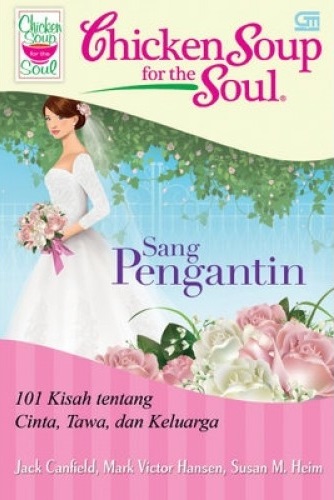 Chicken
Soup
for the
Soul
GM
Chicken Soup
for the
Soul®
Sang
Pengantin
101 Kisah tentang
Cinta, Tawa, dan Keluarga
Jack Canfield, Mark Victor Hansen, Susan M. Heim